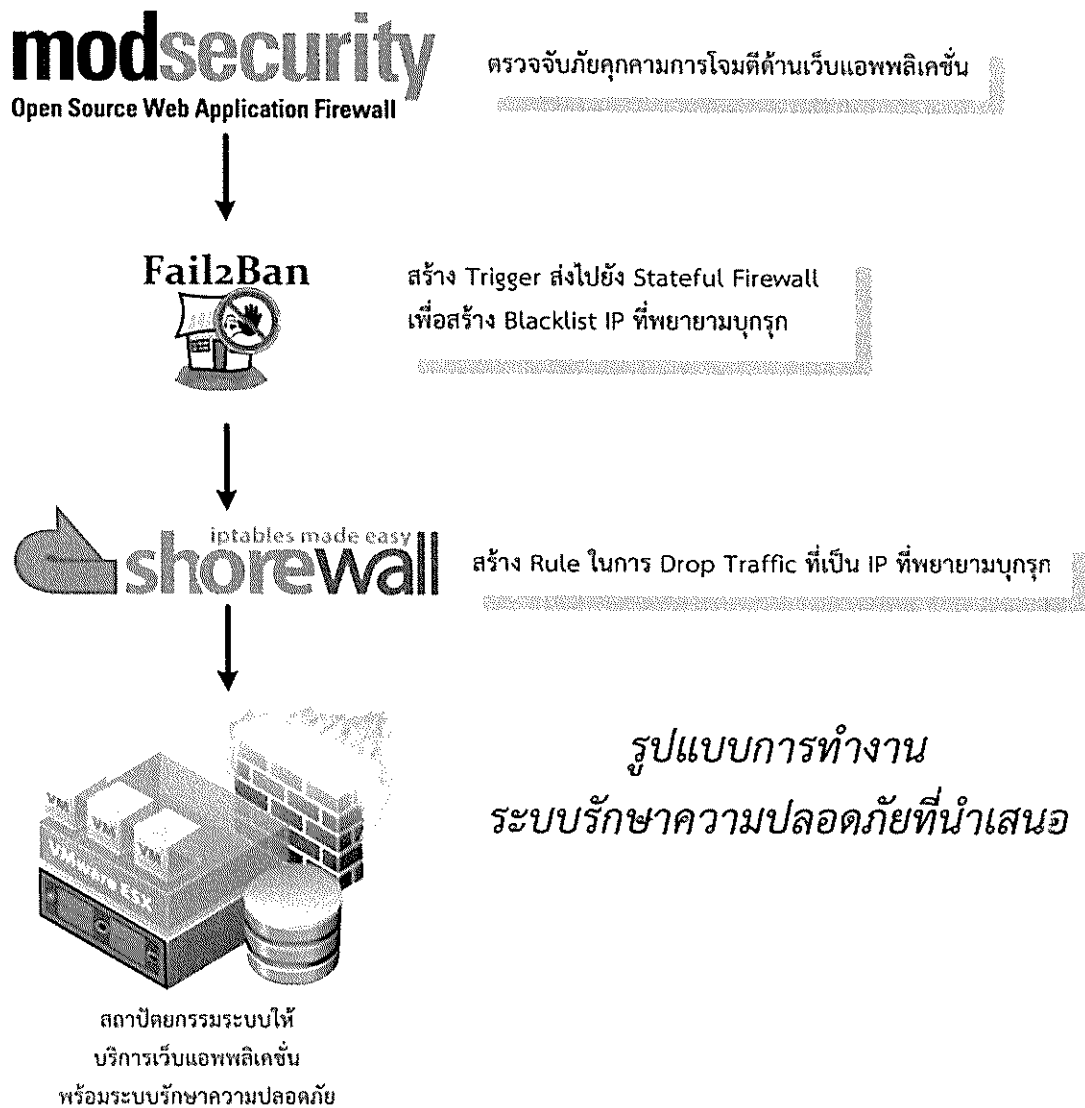 modsecurity
Open Source Web Application Firewall
ตรวจจับภัยคุกคามการโจมตีด้านเว็บแอพพลิเคชั่น
Fail2Ban
สร้าง Trigger ส่งไปยัง Stateful Firewall
เพื่อสร้าง Blacklist IP ที่พยายามบุกรุก
iptables made easy
shorewall
สร้าง Rule ในการ Drop Traffic ที่เป็น IP ที่พยายามบุกรุก
VM
VM
VM
VMware ESX
รูปแบบการทำงาน
ระบบรักษาความปลอดภัยที่นำเสนอ
สถาปัตยกรรมระบบให้
บริการเว็บแอพพลิเคชั่น
พร้อมระบบรักษาความปลอดภัย